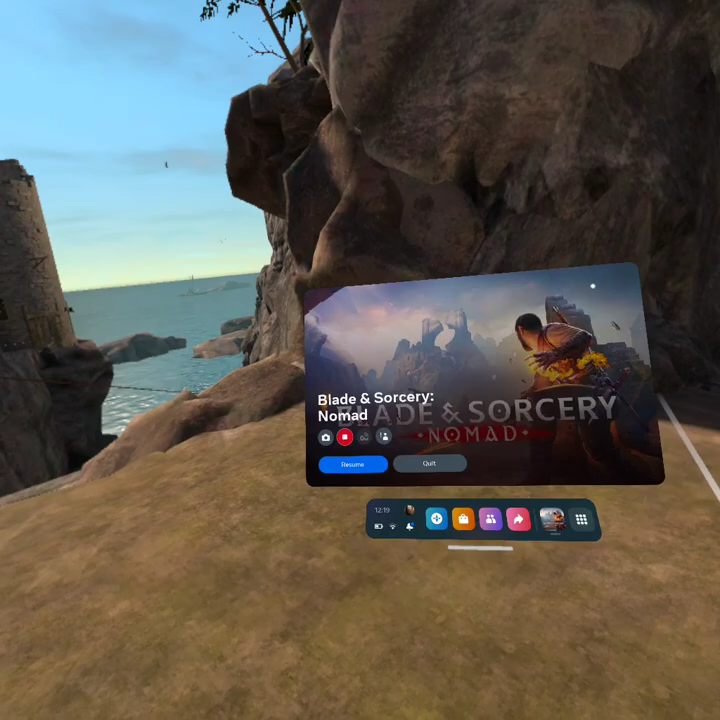 Blade & Sorcery:
Nomad
BLADE & SORCERY
NOMAD
Resume
Quit
12:19